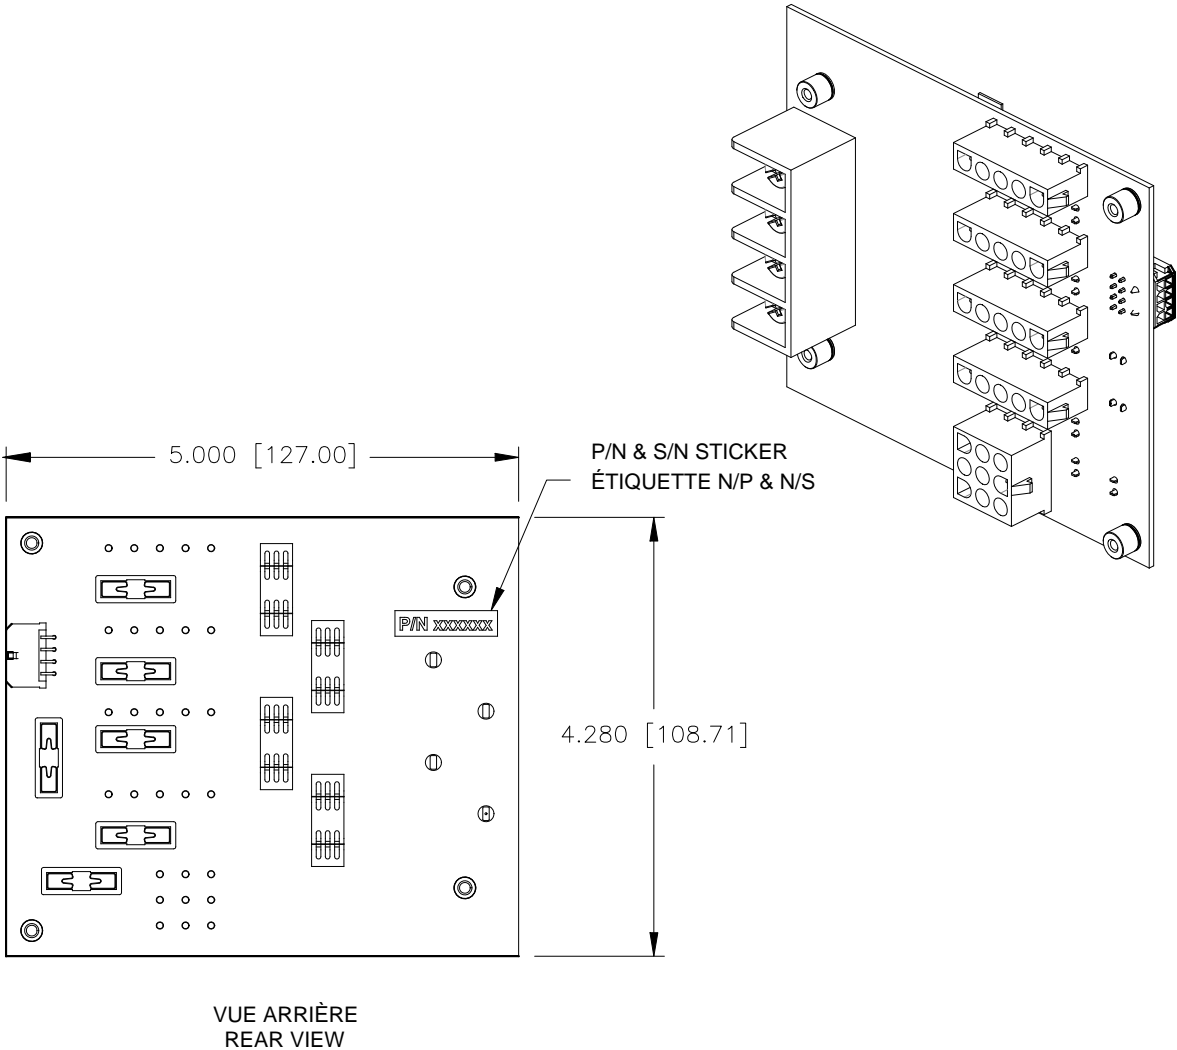 5.000 [127.00]
P/N & S/N STICKER
ÉTIQUETTE N/P & N/S
P/N xxxxxx
4.280 [108.71]
VUE ARRIÈRE
REAR VIEW